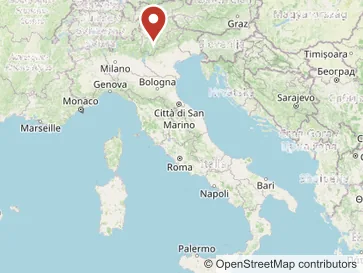 Magyarország
Graz
Timișoara
Milano
Београд
Bologna
Genova
Monaco
Sarajevo
Città di San
Marino
Marseille
Roma
Bari
Napoli
Palermo
© OpenStreetMap contributors